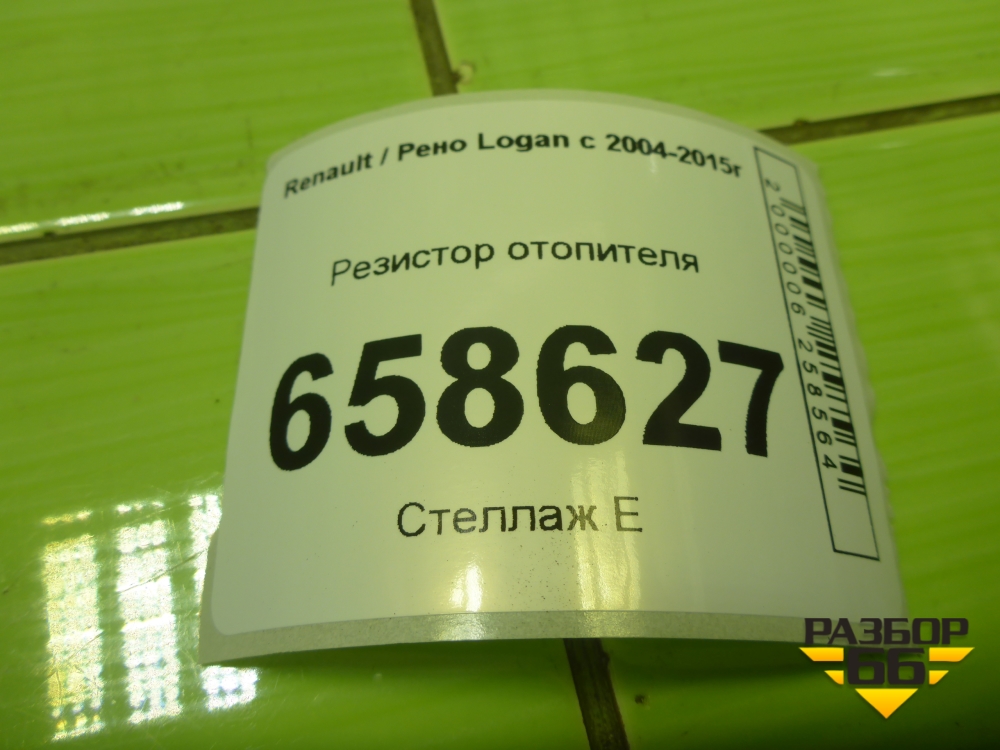 Renault / Рено Logan с 2004-2015г
Резистор отопителя
658627
Стеллаж Е
2000006258564
РАЗБОР
66